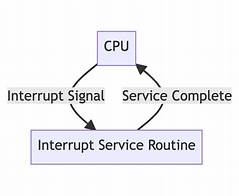 CPU
Interrupt Signal
Service Complete
Interrupt Service Routine